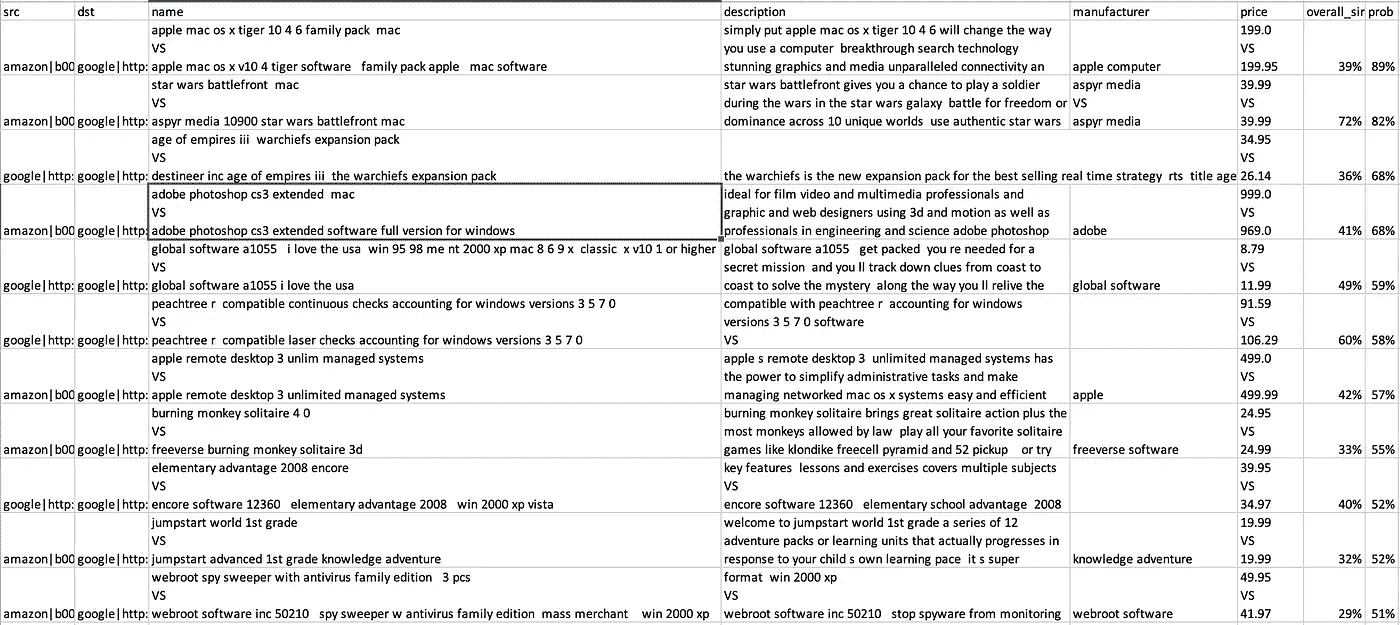 src dst name description manufacturer price overall_sir prob
apple mac os x tiger 10 4 6 family pack mac simply put apple mac os x tiger 10 4 6 will change the way 199.0
VS you use a computer breakthrough search technology VS
amazon|b00 google|http: apple mac os x v10 4 tiger software family pack apple mac software stunning graphics and media unparalleled connectivity an apple computer 199.95 39% 89%
star wars battlefront mac star wars battlefront gives you a chance to play a soldier aspyr media 39.99
VS during the wars in the star wars galaxy battle for freedom or VS VS
amazon|b00 google|http: aspyr media 10900 star wars battlefront mac dominance across 10 unique worlds use authentic star wars aspyr media 39.99 72% 82%
age of empires iii warchiefs expansion pack 34.95
VS VS
google|http: google|http: destineer inc age of empires iii the warchiefs expansion pack the warchiefs is the new expansion pack for the best selling real time strategy rts title age 26.14 36% 68%
adobe photoshop cs3 extended mac ideal for film video and multimedia professionals and 999.0
VS graphic and web designers using 3d and motion as well as VS
amazon|b00 google|http: adobe photoshop cs3 extended software full version for windows professionals in engineering and science adobe photoshop adobe 969.0 41% 68%
global software a1055 i love the usa win 95 98 me nt 2000 xp mac 8 6 9 x classic x v10 1 or higher global software a1055 get packed you re needed for a 8.79
VS secret mission and you ll track down clues from coast to VS
google|http: google|http: global software a1055 i love the usa coast to solve the mystery along the way you ll relive the global software 11.99 49% 59%
peachtree r compatible continuous checks accounting for windows versions 3 5 7 0 compatible with peachtree r accounting for windows 91.59
VS versions 3 5 7 0 software VS
google|http: google|http: peachtree r compatible laser checks accounting for windows versions 3 5 7 0 VS 106.29 60% 58%
apple remote desktop 3 unlim managed systems apple s remote desktop 3 unlimited managed systems has 499.0
VS the power to simplify administrative tasks and make VS
amazon|b00 google|http: apple remote desktop 3 unlimited managed systems managing networked mac os x systems easy and efficient apple 499.99 42% 57%
burning monkey solitaire 4 0 burning monkey solitaire brings great solitaire action plus the 24.95
VS most monkeys allowed by law play all your favorite solitaire VS
amazon|b00 google|http: freeverse burning monkey solitaire 3d games like klondike freecell pyramid and 52 pickup or try freeverse software 24.99 33% 55%
elementary advantage 2008 encore key features lessons and exercises covers multiple subjects 39.95
VS VS VS
google|http: google|http: encore software 12360 elementary advantage 2008 win 2000 xp vista encore software 12360 elementary school advantage 2008 34.97 40% 52%
jumpstart world 1st grade welcome to jumpstart world 1st grade a series of 12 19.99
VS adventure packs or learning units that actually progresses in VS
amazon|b00 google|http: jumpstart advanced 1st grade knowledge adventure response to your child s own learning pace it s super knowledge adventure 19.99 32% 52%
webroot spy sweeper with antivirus family edition 3 pcs format win 2000 xp 49.95
VS VS VS
amazon|b00 google|http: webroot software inc 50210 spy sweeper w antivirus family edition mass merchant win 2000 xp webroot software inc 50210 stop spyware from monitoring webroot software 41.97 29% 51%